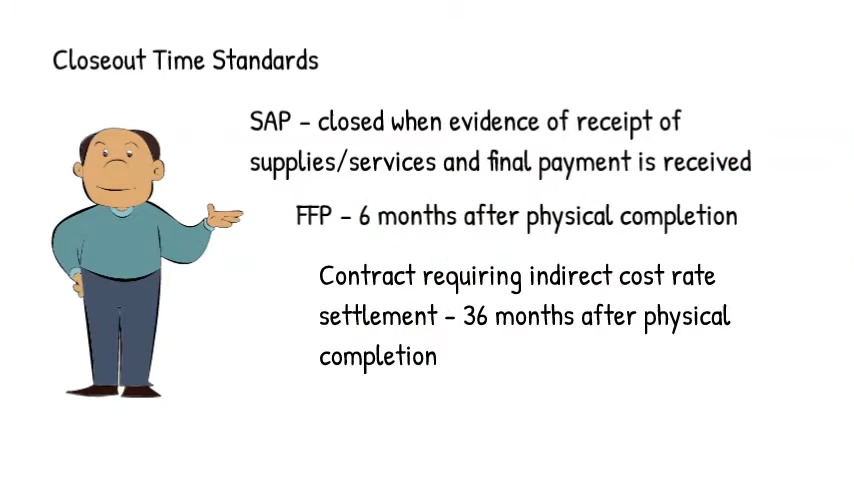 Closeout Time Standards
SAP – closed when evidence of receipt of
supplies/services and final payment is received
FFP – 6 months after physical completion
Contract requiring indirect cost rate
settlement – 36 months after physical
completion